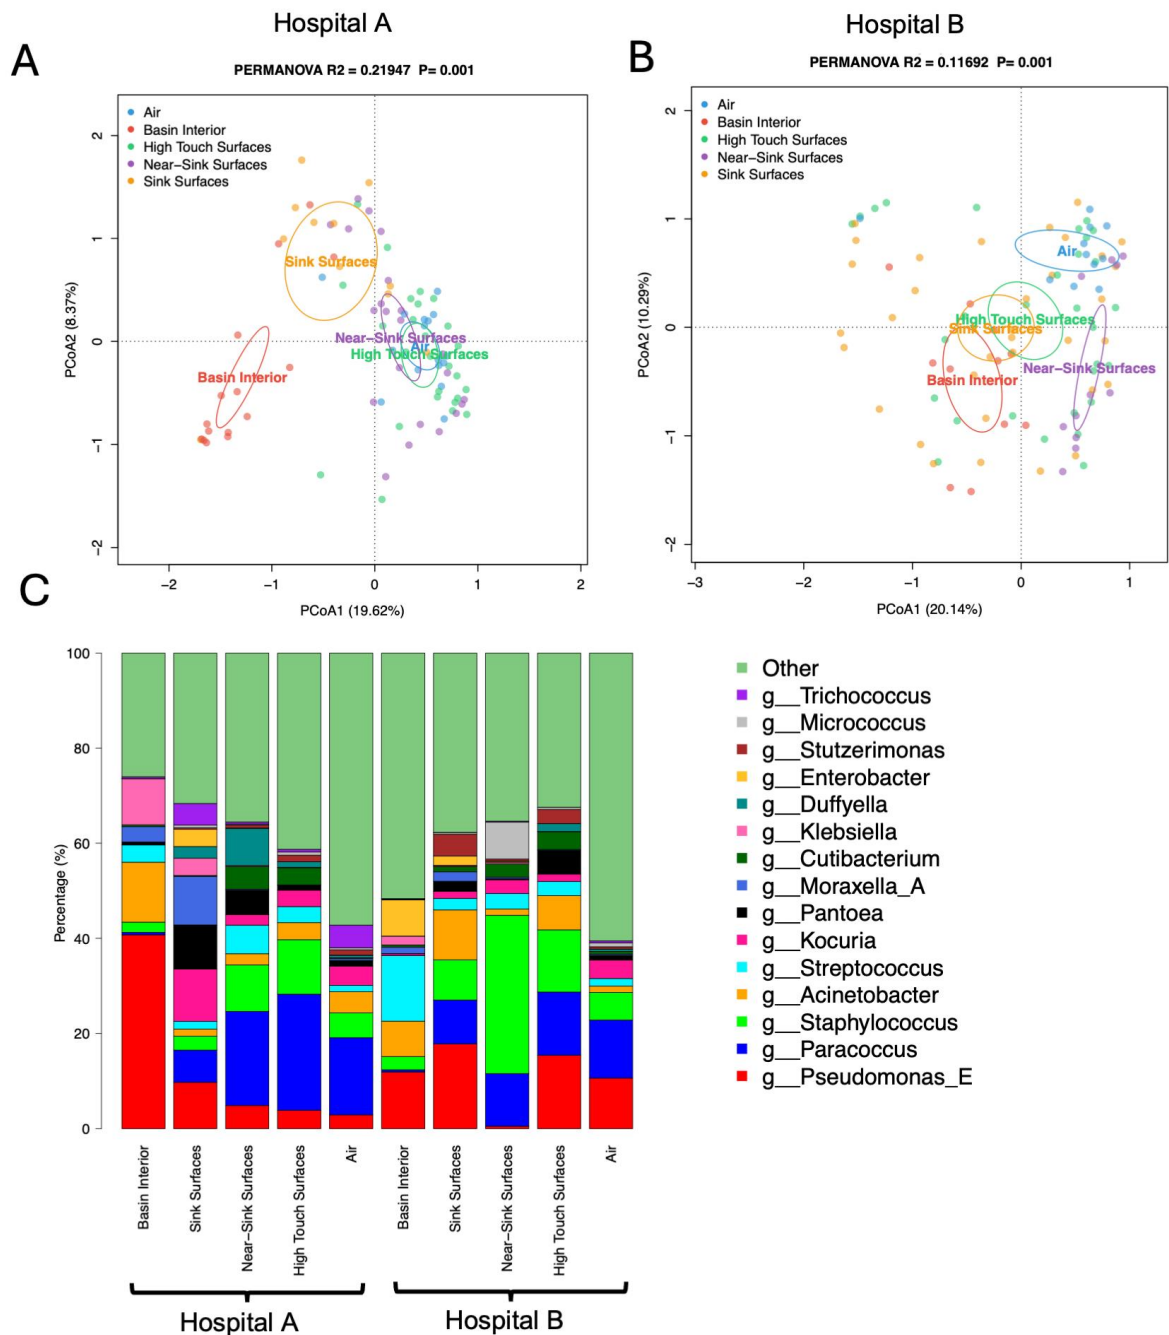 Hospital A
A
PERMANOVA R2 = 0.21947 P= 0.001
Air
Basin Interior
High Touch Surfaces
Near−Sink Surfaces
Sink Surfaces
2
1
0
−1
−2
PCoA2 (8.37%)
Sink Surfaces
Near−Sink Surfaces
Air
High Touch Surfaces
Basin Interior
−2
−1
0
1
2
PCoA1 (19.62%)
Hospital B
B
PERMANOVA R2 = 0.11692 P= 0.001
Air
Basin Interior
High Touch Surfaces
Near−Sink Surfaces
Sink Surfaces
2
1
0
−1
−2
PCoA2 (10.29%)
Air
High Touch Surfaces
Sink Surfaces
Near−Sink Surfaces
Basin Interior
−3
−2
−1
0
1
PCoA1 (20.14%)
C
100
80
60
40
20
0
Percentage (%)
Basin Interior
Sink Surfaces
Near−Sink Surfaces
High Touch Surfaces
Air
Basin Interior
Sink Surfaces
Near−Sink Surfaces
High Touch Surfaces
Air
Hospital A
Hospital B
Other
g__Trichococcus
g__Micrococcus
g__Stutzerimonas
g__Enterobacter
g__Duffyella
g__Klebsiella
g__Cutibacterium
g__Moraxella_A
g__Pantoea
g__Kocuria
g__Streptococcus
g__Acinetobacter
g__Staphylococcus
g__Paracoccus
g__Pseudomonas_E